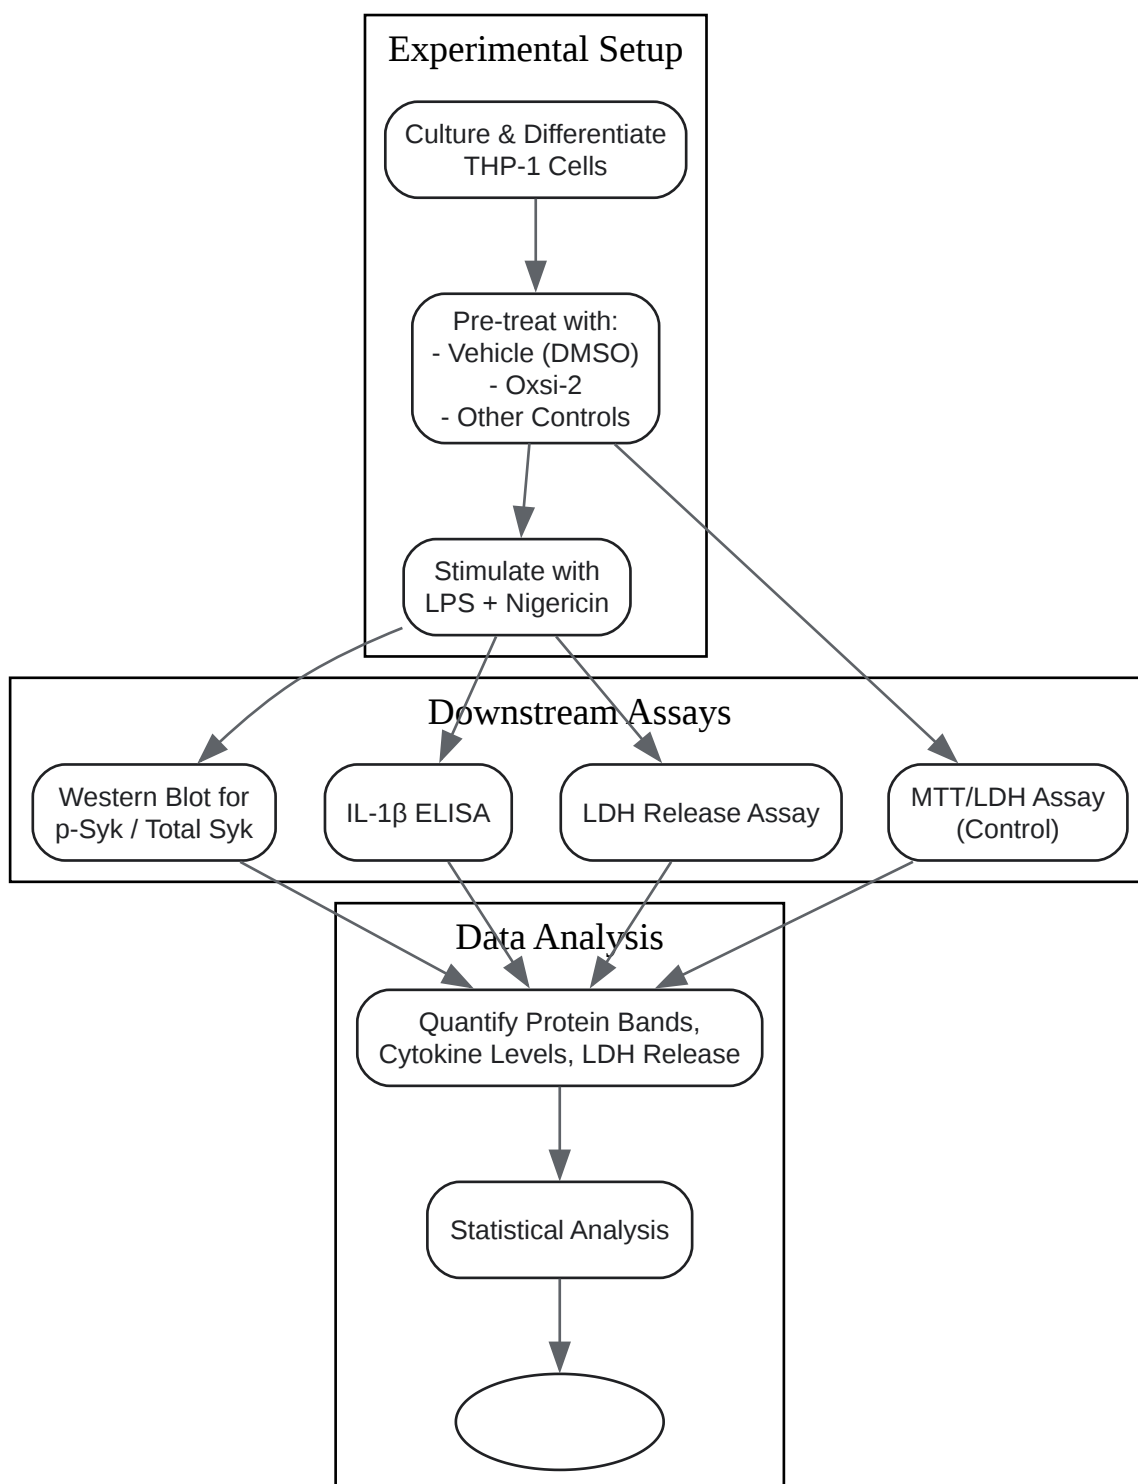 Experimental Setup
Culture & Differentiate
THP-1 Cells
Pre-treat with:
- Vehicle (DMSO)
- Oxsi-2
- Other Controls
Stimulate with
LPS + Nigericin
Downstream Assays
Western Blot for
p-Syk / Total Syk
IL-1β ELISA
LDH Release Assay
MTT/LDH Assay
(Control)
Data Analysis
Quantify Protein Bands,
Cytokine Levels, LDH Release
Statistical Analysis